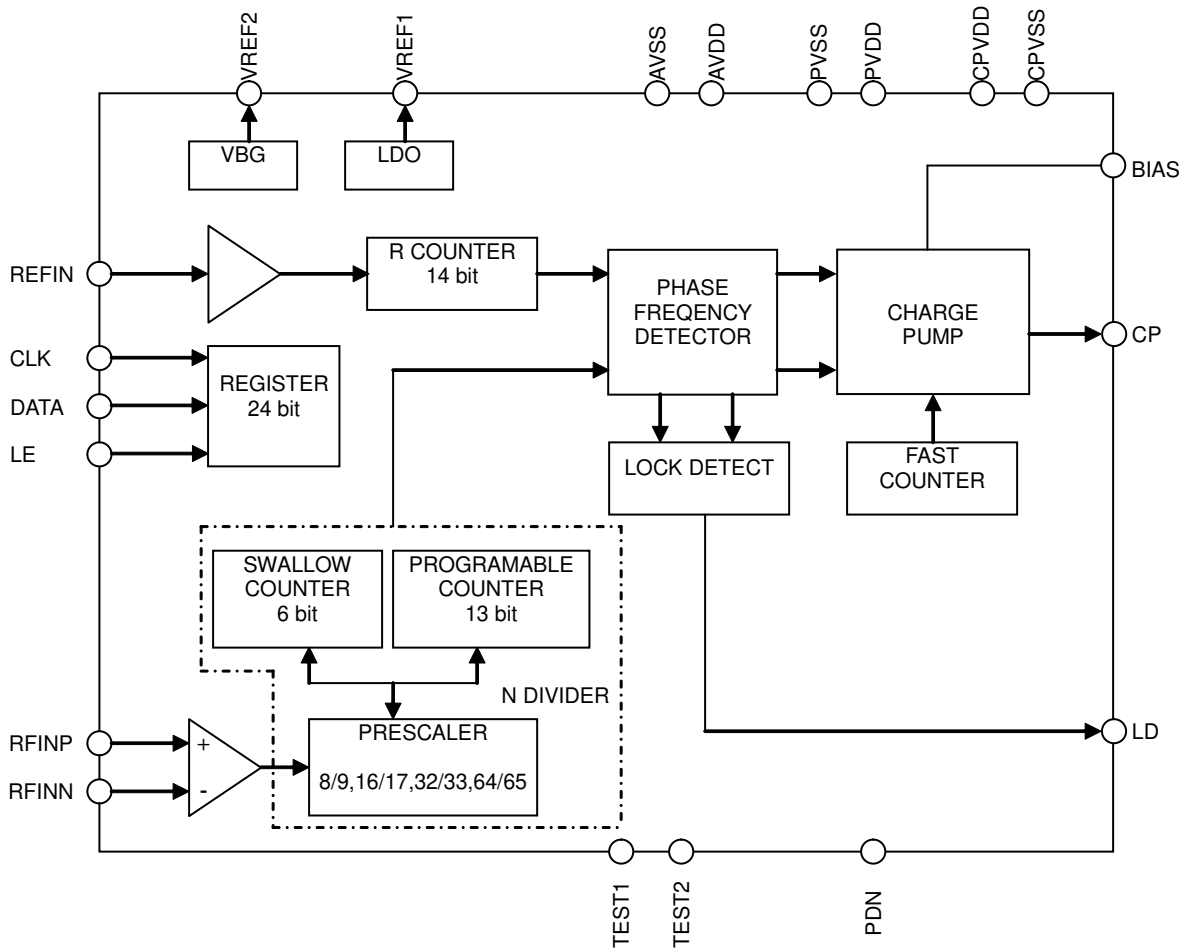 VREF2
VREF1
AVSS
AVDD
PVSS
PVDD
CPVDD
CPVSS
VBG
LDO
BIAS
REFIN
R COUNTER
14 bit
PHASE
FREQENCY
DETECTOR
CHARGE
PUMP
CP
CLK
DATA
LE
REGISTER
24 bit
LOCK DETECT
FAST
COUNTER
SWALLOW
COUNTER
6 bit
PROGRAMABLE
COUNTER
13 bit
N DIVIDER
PRESCALER
8/9,16/17,32/33,64/65
RFINP
+
RFINN
-
LD
TEST1
TEST2
PDN